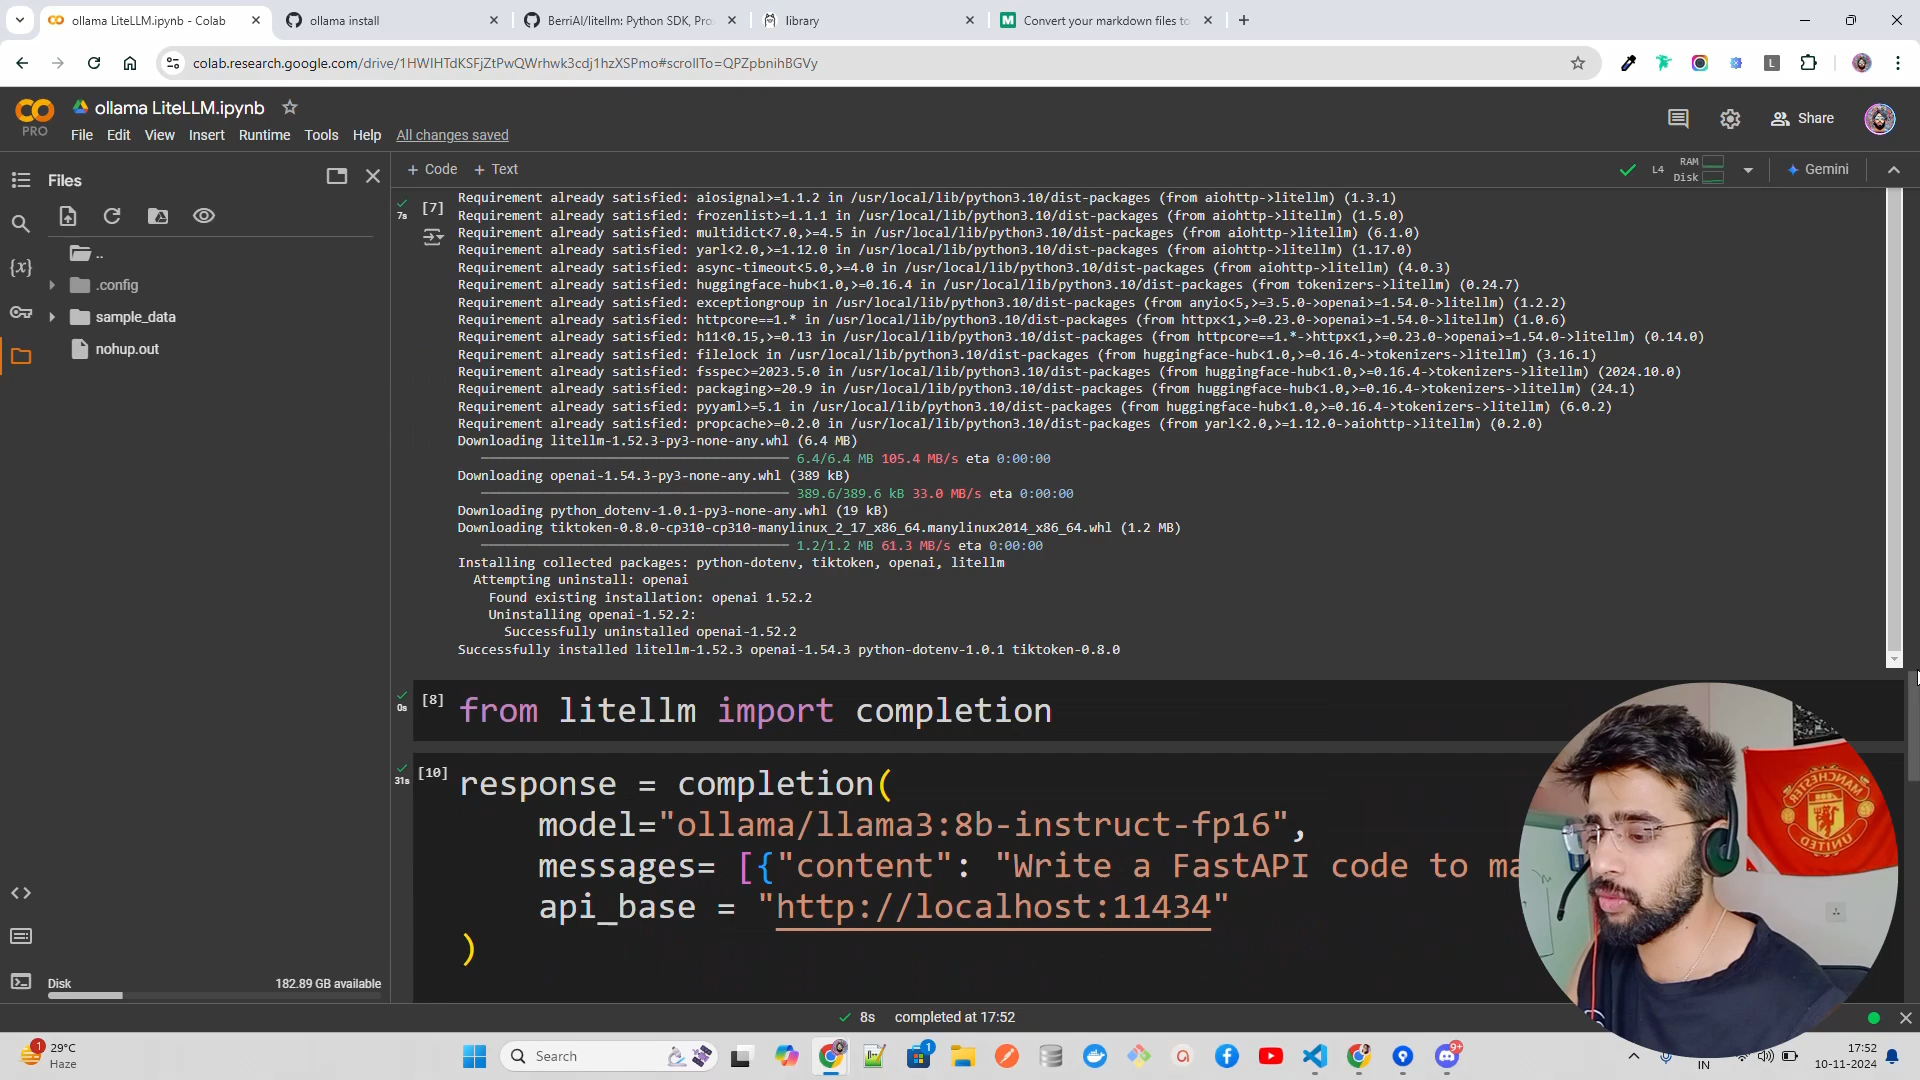 ollama LiteLLM.ipynb - Colab
ollama install
BerriAI/litellm: Python SDK, Pro
library
Convert your markdown files to
colab.research.google.com/drive/1HWIHTdKSFjZtPwQWrhwk3cdj1hzXSPmo#scrollTo=QPZpbnihBGVy
L
CO
PRO
ollama LiteLLM.ipynb
File Edit View Insert Runtime Tools Help All changes saved
Share
Files
+ Code + Text
L4
RAM
Disk
Gemini
..
.config
sample_data
nohup.out
{x}
7s
[7]
Requirement already satisfied: aiosignal>=1.1.2 in /usr/local/lib/python3.10/dist-packages (from aiohttp->litellm) (1.3.1)
Requirement already satisfied: frozenlist>=1.1.1 in /usr/local/lib/python3.10/dist-packages (from aiohttp->litellm) (1.5.0)
Requirement already satisfied: multidict<7.0,>=4.5 in /usr/local/lib/python3.10/dist-packages (from aiohttp->litellm) (6.1.0)
Requirement already satisfied: yarl<2.0,>=1.12.0 in /usr/local/lib/python3.10/dist-packages (from aiohttp->litellm) (1.17.0)
Requirement already satisfied: async-timeout<5.0,>=4.0 in /usr/local/lib/python3.10/dist-packages (from aiohttp->litellm) (4.0.3)
Requirement already satisfied: huggingface-hub<1.0,>=0.16.4 in /usr/local/lib/python3.10/dist-packages (from tokenizers->litellm) (0.24.7)
Requirement already satisfied: exceptiongroup in /usr/local/lib/python3.10/dist-packages (from anyio<5,>=3.5.0->openai>=1.54.0->litellm) (1.2.2)
Requirement already satisfied: httpcore==1.* in /usr/local/lib/python3.10/dist-packages (from httpx<1,>=0.23.0->openai>=1.54.0->litellm) (1.0.6)
Requirement already satisfied: h11<0.15,>=0.13 in /usr/local/lib/python3.10/dist-packages (from httpcore==1.*->httpx<1,>=0.23.0->openai>=1.54.0->litellm) (0.14.0)
Requirement already satisfied: filelock in /usr/local/lib/python3.10/dist-packages (from huggingface-hub<1.0,>=0.16.4->tokenizers->litellm) (3.16.1)
Requirement already satisfied: fsspec>=2023.5.0 in /usr/local/lib/python3.10/dist-packages (from huggingface-hub<1.0,>=0.16.4->tokenizers->litellm) (2024.10.0)
Requirement already satisfied: packaging>=20.9 in /usr/local/lib/python3.10/dist-packages (from huggingface-hub<1.0,>=0.16.4->tokenizers->litellm) (24.1)
Requirement already satisfied: pyyaml>=5.1 in /usr/local/lib/python3.10/dist-packages (from huggingface-hub<1.0,>=0.16.4->tokenizers->litellm) (6.0.2)
Requirement already satisfied: propcache>=0.2.0 in /usr/local/lib/python3.10/dist-packages (from yarl<2.0,>=1.12.0->aiohttp->litellm) (0.2.0)
Downloading litellm-1.52.3-py3-none-any.whl (6.4 MB)
6.4/6.4 MB 105.4 MB/s eta 0:00:00
Downloading openai-1.54.3-py3-none-any.whl (389 kB)
389.6/389.6 kB 33.0 MB/s eta 0:00:00
Downloading python_dotenv-1.0.1-py3-none-any.whl (19 kB)
Downloading tiktoken-0.8.0-cp310-cp310-manylinux_2_17_x86_64.manylinux2014_x86_64.whl (1.2 MB)
1.2/1.2 MB 61.3 MB/s eta 0:00:00
Installing collected packages: python-dotenv, tiktoken, openai, litellm
Attempting uninstall: openai
Found existing installation: openai 1.52.2
Uninstalling openai-1.52.2:
Successfully uninstalled openai-1.52.2
Successfully installed litellm-1.52.3 openai-1.54.3 python-dotenv-1.0.1 tiktoken-0.8.0
0s
[8] from litellm import completion
31s
[10] response = completion(
model="ollama/llama3:8b-instruct-fp16",
messages= [{"content": "Write a FastAPI code to ma
api_base = "http://localhost:11434"
)
MANCHESTER
UNITED
Disk 182.89 GB available
8s completed at 17:52
1
29°C
Haze
Search
1
9+
IN
17:52
10-11-2024